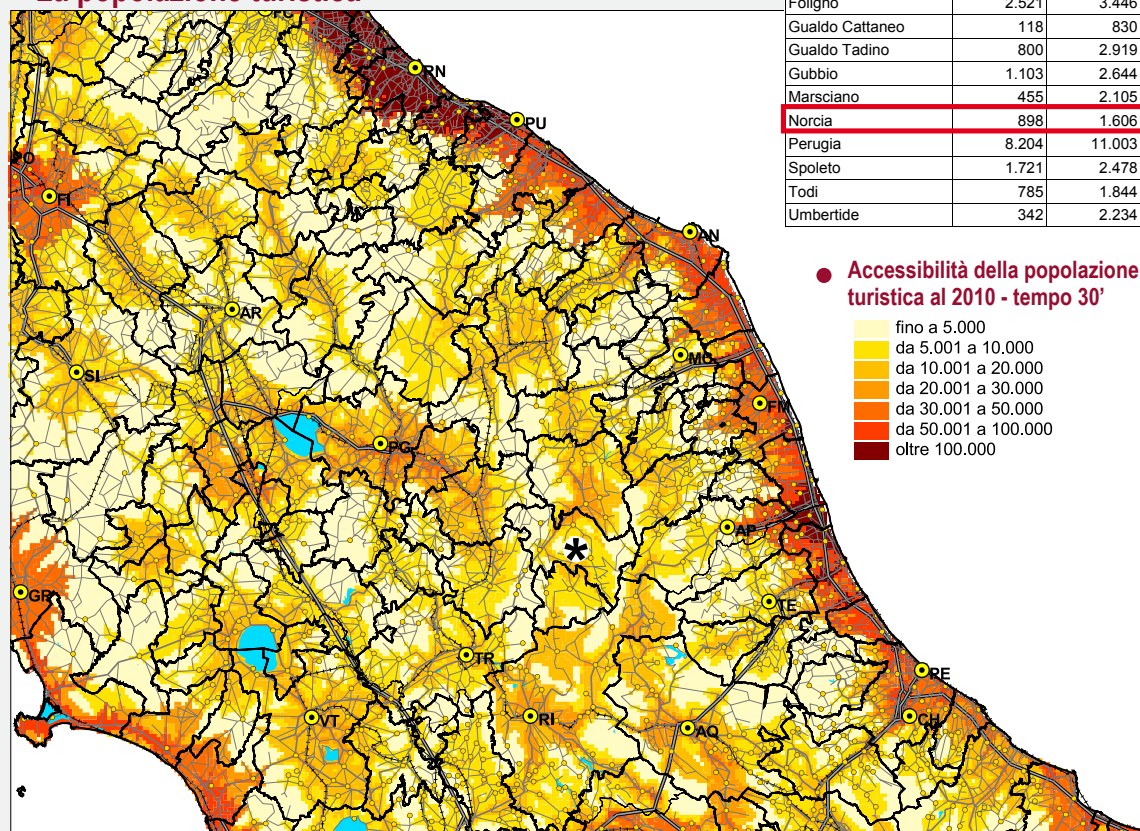 La popolazione turistica
Foligno 2.521 3.446
Gualdo Cattaneo 118 830
Gualdo Tadino 800 2.919
Gubbio 1.103 2.644
Marsciano 455 2.105
Norcia 898 1.606
Perugia 8.204 11.003
Spoleto 1.721 2.478
Todi 785 1.844
Umbertide 342 2.234
Accessibilità della popolazione
turistica al 2010 - tempo 30'
fino a 5.000
da 5.001 a 10.000
da 10.001 a 20.000
da 20.001 a 30.000
da 30.001 a 50.000
da 50.001 a 100.000
oltre 100.000
RN
PU
PO
FI
AN
AR
MC
SI
FM
PG
AP
*
GR
TE
TR
PE
VT
RI
AQ
CH